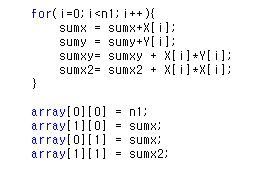 for(i=0;i<n1;i++){
sumx = sumx+X[i];
sumy = sumy+Y[i];
sumxy= sumxy + X[i]*Y[i];
sumx2= sumx2 + X[i]*X[i];
}
array[0][0] = n1;
array[1][0] = sumx;
array[0][1] = sumx;
array[1][1] = sumx2;